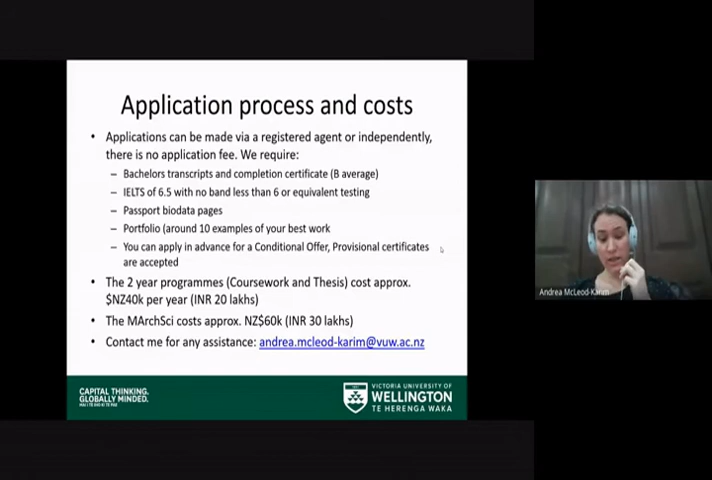 Application process and costs
• Applications can be made via a registered agent or independently,
there is no application fee. We require:
– Bachelors transcripts and completion certificate (B average)
– IELTS of 6.5 with no band less than 6 or equivalent testing
– Passport biodata pages
– Portfolio (around 10 examples of your best work
– You can apply in advance for a Conditional Offer, Provisional certificates
are accepted
• The 2 year programmes (Coursework and Thesis) cost approx.
$NZ40k per year (INR 20 lakhs)
• The MArchSci costs approx. NZ$60k (INR 30 lakhs)
• Contact me for any assistance: andrea.mcleod-karim@vuw.ac.nz
CAPITAL THINKING.
GLOBALLY MINDED.
VICTORIA UNIVERSITY OF
WELLINGTON
TE HERENGA WAKA
Andrea McLeod-Karim